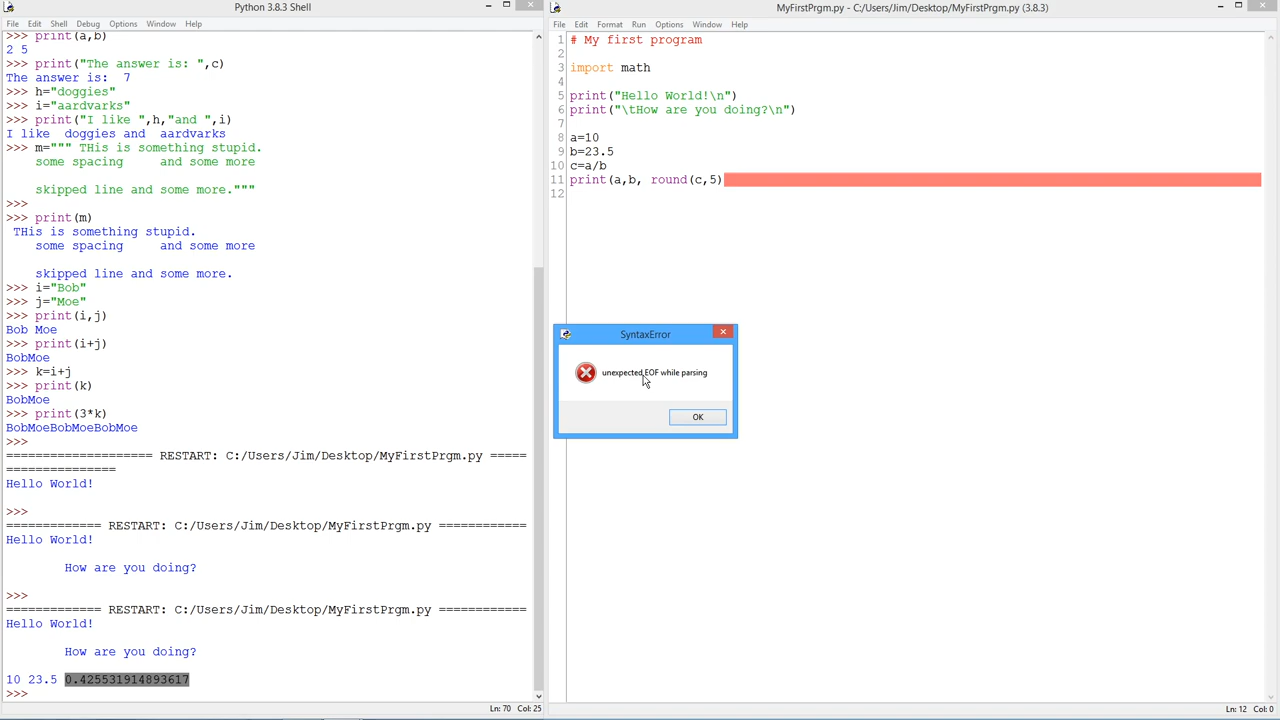 Python 3.8.3 Shell
File Edit Shell Debug Options Window Help
>>> print(a,b)
2 5
>>> print("The answer is: ",c)
The answer is:  7
>>> h="doggies"
>>> i="aardvarks"
>>> print("I like ",h,"and ",i)
I like  doggies and  aardvarks
>>> m=""" THis is something stupid.
    some spacing     and some more

    skipped line and some more."""
>>>
>>> print(m)
 THis is something stupid.
    some spacing     and some more

    skipped line and some more.
>>> i="Bob"
>>> j="Moe"
>>> print(i,j)
Bob Moe
>>> print(i+j)
BobMoe
>>> k=i+j
>>> print(k)
BobMoe
>>> print(3*k)
BobMoeBobMoeBobMoe
>>>
==================== RESTART: C:/Users/Jim/Desktop/MyFirstPrgm.py =====
===============
Hello World!

>>>
============= RESTART: C:/Users/Jim/Desktop/MyFirstPrgm.py ============
Hello World!

        How are you doing?

>>>
============= RESTART: C:/Users/Jim/Desktop/MyFirstPrgm.py ============
Hello World!

        How are you doing?

10 23.5 0.425531914893617
>>>
Ln: 70 Col: 25
MyFirstPrgm.py - C:/Users/Jim/Desktop/MyFirstPrgm.py (3.8.3)
File Edit Format Run Options Window Help
1 # My first program
2
3 import math
4
5 print("Hello World!\n")
6 print("\tHow are you doing?\n")
7
8 a=10
9 b=23.5
10 c=a/b
11 print(a,b, round(c,5)
12
SyntaxError
unexpected EOF while parsing
OK
Ln: 12 Col: 0